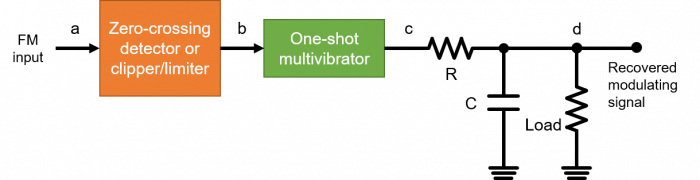 FM
input
a
Zero-crossing
detector or
clipper/limiter
b
One-shot
multivibrator
c
R
C
d
Load
Recovered
modulating
signal